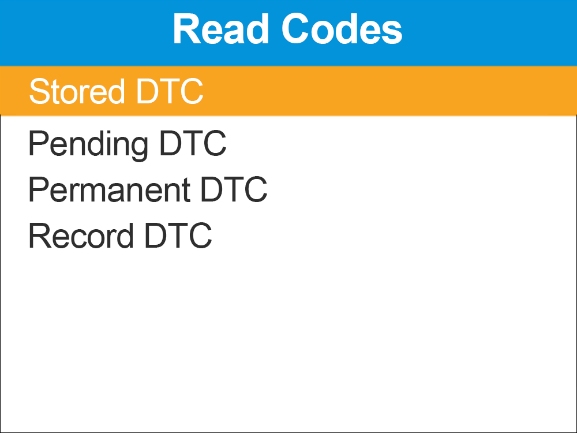 Read Codes
Stored DTC
Pending DTC
Permanent DTC
Record DTC